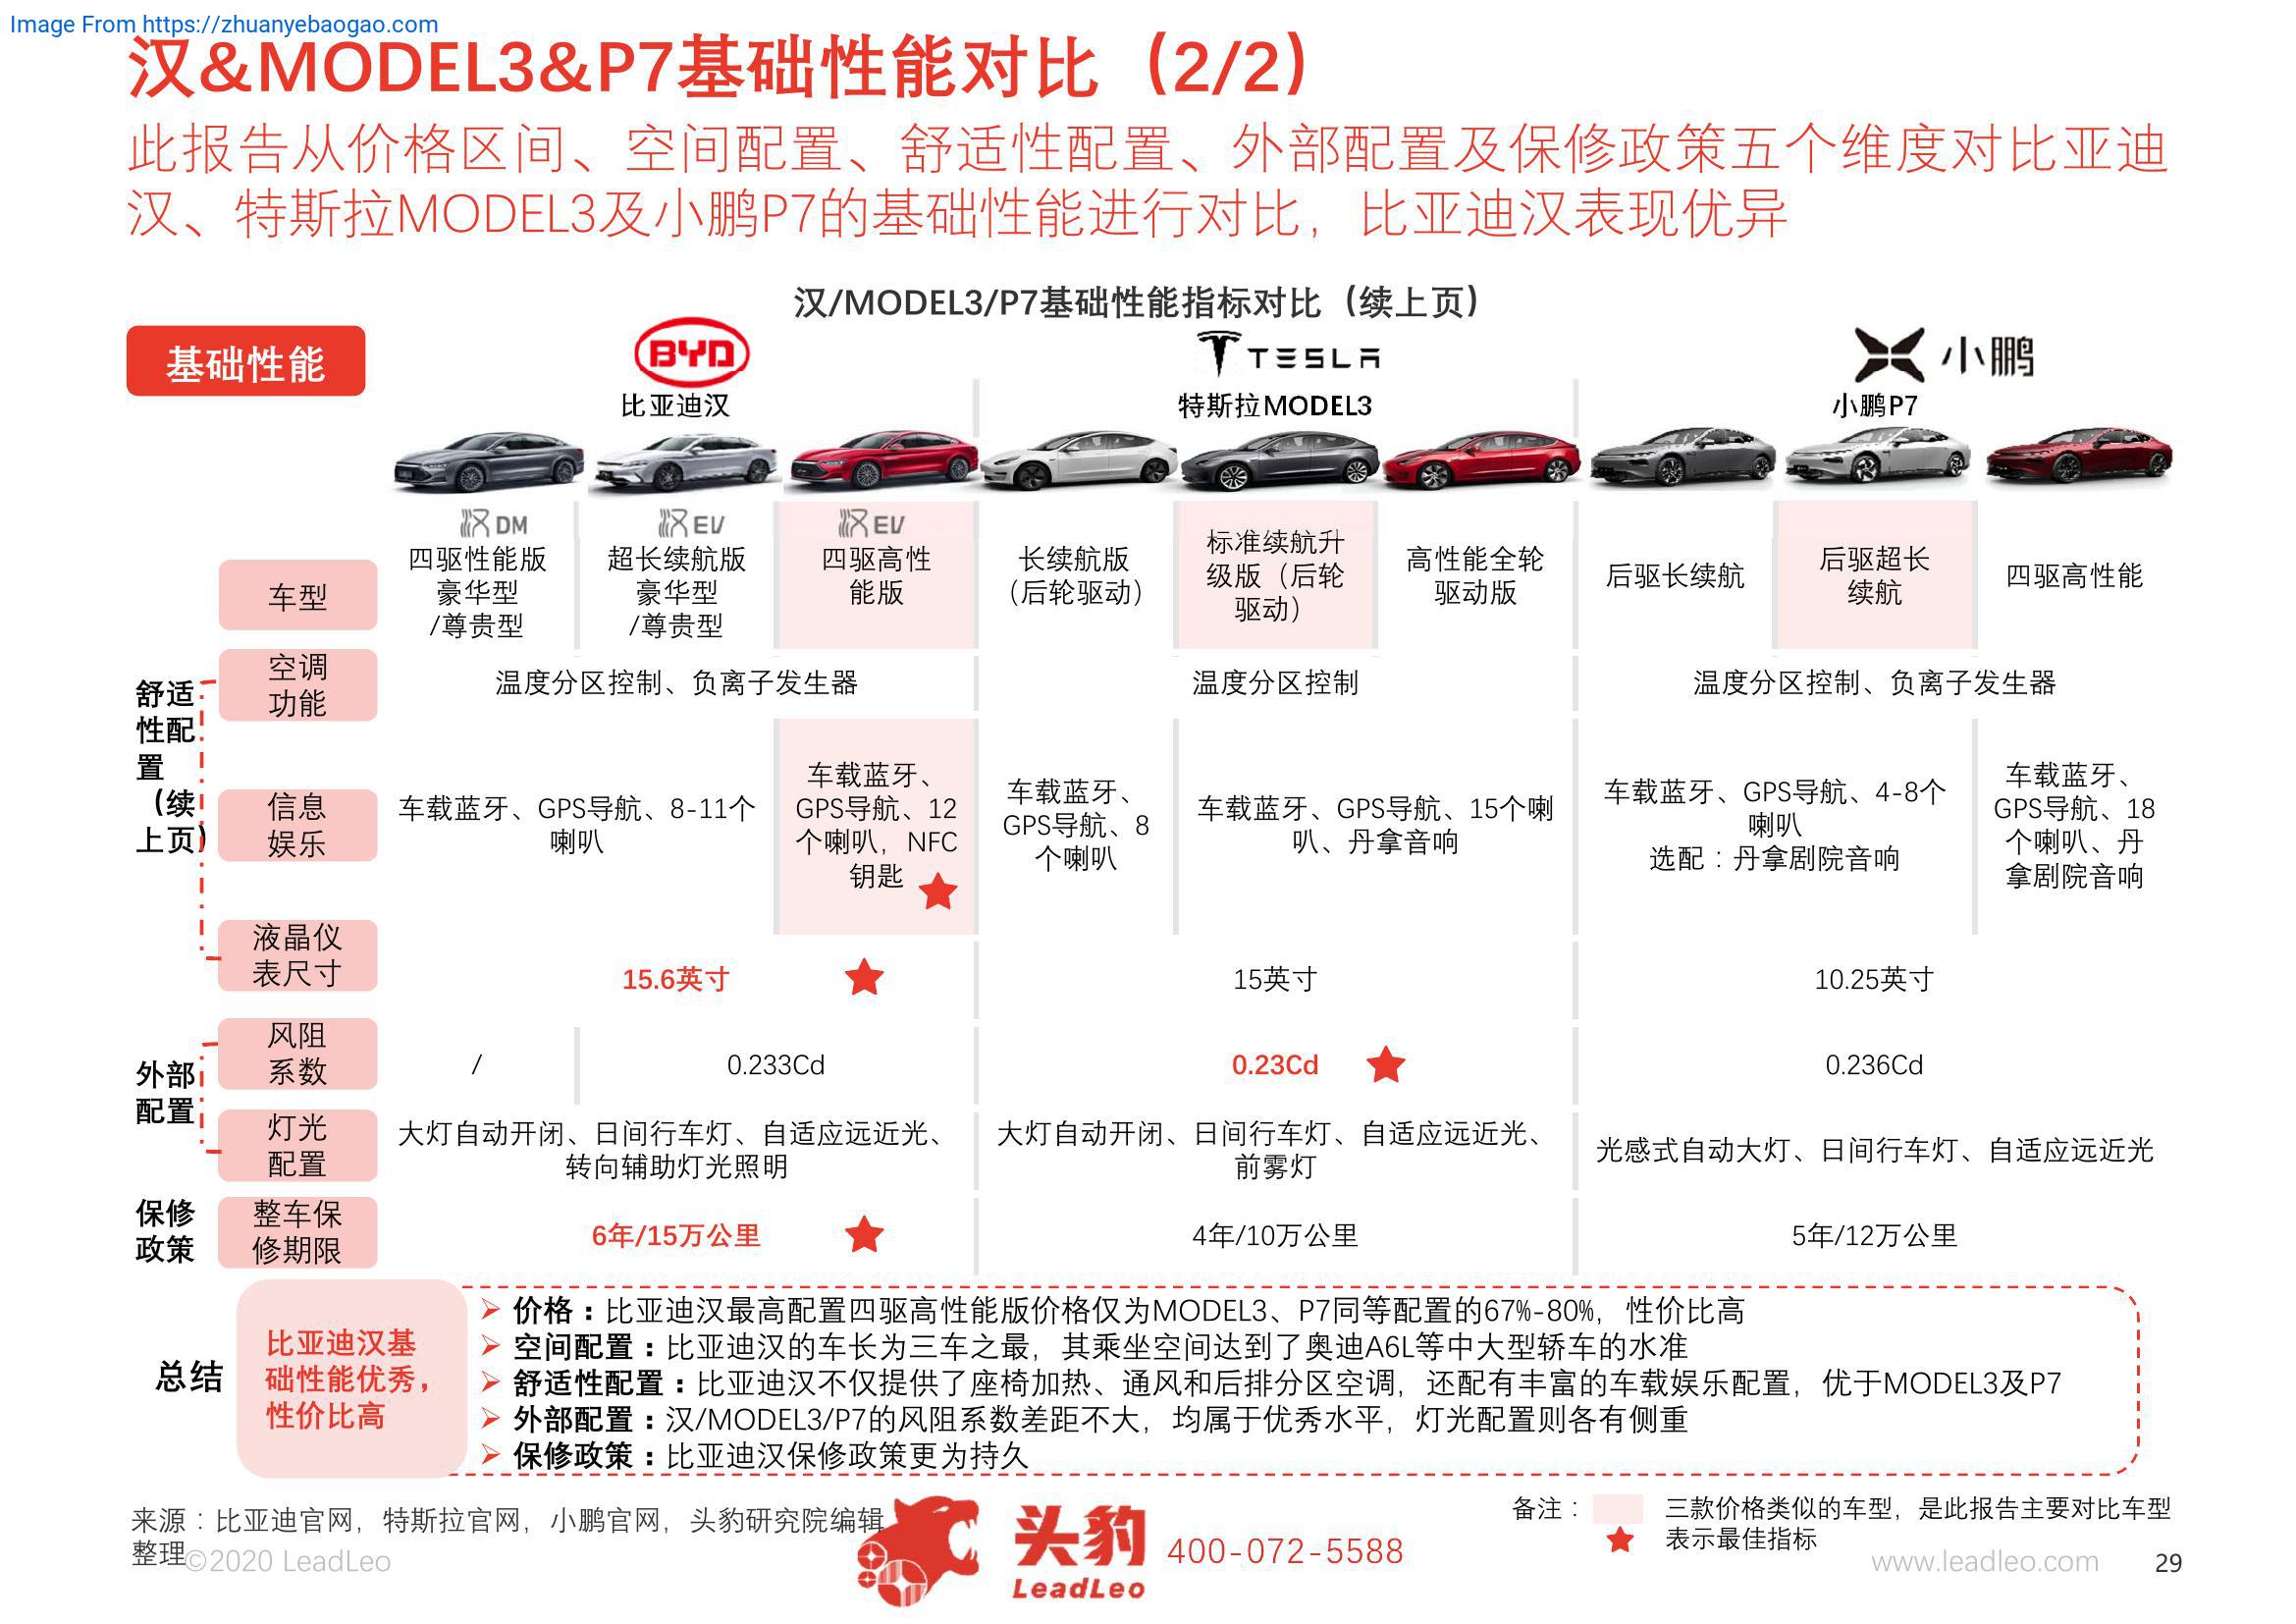 Image From https://zhuanyebaogao.com
汉&MODEL3&P7基础性能对比（2/2）
此报告从价格区间、空间配置、舒适性配置、外部配置及保修政策五个维度对比亚迪
汉、特斯拉MODEL3及小鹏P7的基础性能进行对比，比亚迪汉表现优异
汉/MODEL3/P7基础性能指标对比（续上页）
基础性能
BYD
比亚迪汉
TESLA
特斯拉MODEL3
小鹏
小鹏P7
车型
汉DM
四驱性能版
豪华型
/尊贵型
汉EV
超长续航版
豪华型
/尊贵型
汉EV
四驱高性
能版
长续航版
（后轮驱动）
标准续航升
级版（后轮
驱动）
高性能全轮
驱动版
后驱长续航
后驱超长
续航
四驱高性能
舒适
性配
置
（续
上页）
空调
功能
温度分区控制、负离子发生器
温度分区控制
温度分区控制、负离子发生器
信息
娱乐
车载蓝牙、GPS导航、8-11个
喇叭
车载蓝牙、
GPS导航、12
个喇叭，NFC
钥匙
车载蓝牙、
GPS导航、8
个喇叭
车载蓝牙、GPS导航、15个喇
叭、丹拿音响
车载蓝牙、GPS导航、4-8个
喇叭
选配：丹拿剧院音响
车载蓝牙、
GPS导航、18
个喇叭、丹
拿剧院音响
液晶仪
表尺寸
15.6英寸
15英寸
10.25英寸
外部
配置
风阻
系数
/
0.233Cd
0.23Cd
0.236Cd
灯光
配置
大灯自动开闭、日间行车灯、自适应远近光、
转向辅助灯光照明
大灯自动开闭、日间行车灯、自适应远近光、
前雾灯
光感式自动大灯、日间行车灯、自适应远近光
保修
政策
整车保
修期限
6年/15万公里
4年/10万公里
5年/12万公里
总结
比亚迪汉基
础性能优秀，
性价比高
价格：比亚迪汉最高配置四驱高性能版价格仅为MODEL3、P7同等配置的67%-80%，性价比高
空间配置：比亚迪汉的车长为三车之最，其乘坐空间达到了奥迪A6L等中大型轿车的水准
舒适性配置：比亚迪汉不仅提供了座椅加热、通风和后排分区空调，还配有丰富的车载娱乐配置，优于MODEL3及P7
外部配置：汉/MODEL3/P7的风阻系数差距不大，均属于优秀水平，灯光配置则各有侧重
保修政策：比亚迪汉保修政策更为持久
来源：比亚迪官网，特斯拉官网，小鹏官网，头豹研究院编辑
整理
©2020 LeadLeo
头豹
LeadLeo
400-072-5588
备注：
三款价格类似的车型，是此报告主要对比车型
表示最佳指标
www.leadleo.com
29